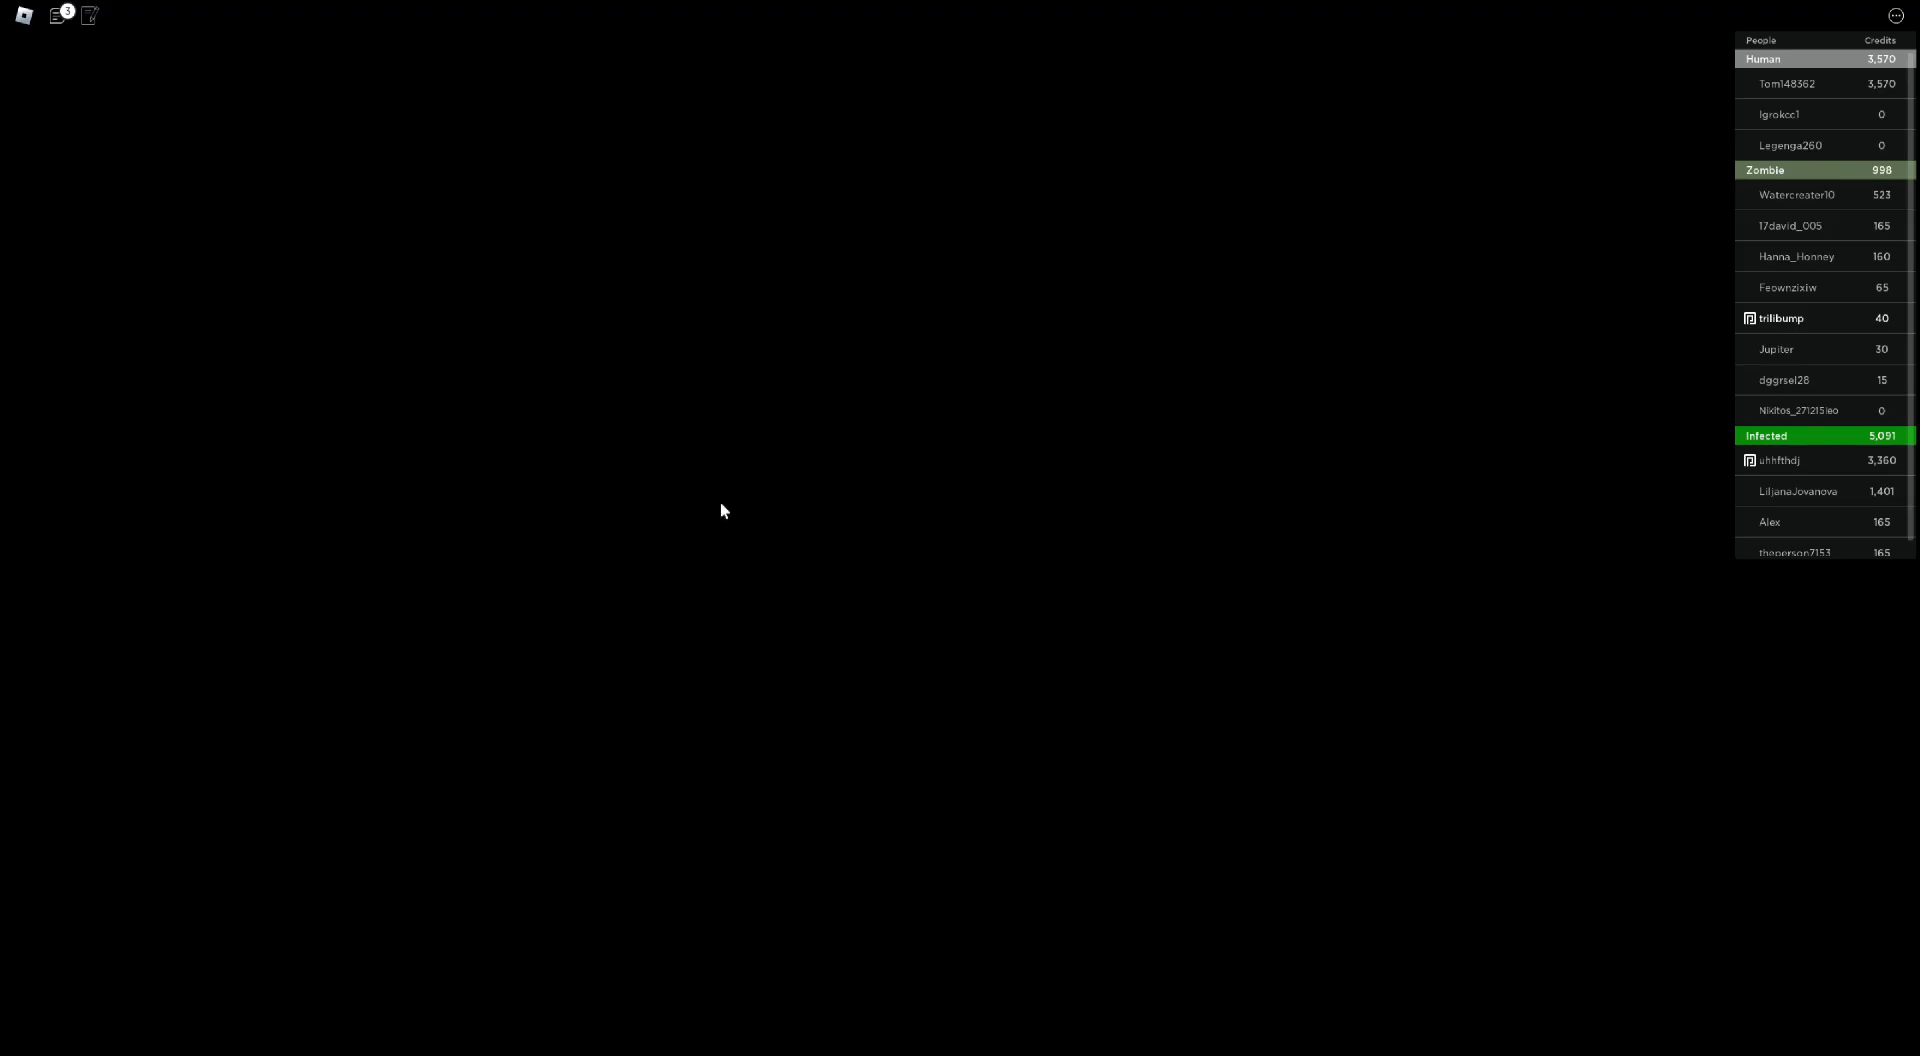 3
People Credits
Human 3,570
Tom148362 3,570
Igrokcc1 0
Legenga260 0
Zombie 998
Watercreater10 523
17david_005 165
Hanna_Honney 160
Feownzixiw 65
trilibump 40
Jupiter 30
dggrsel28 15
Nikitos_271215leo 0
Infected 5,091
uhhfthdj 3,360
LiljanaJovanova 1,401
Alex 165
theperson7153 165